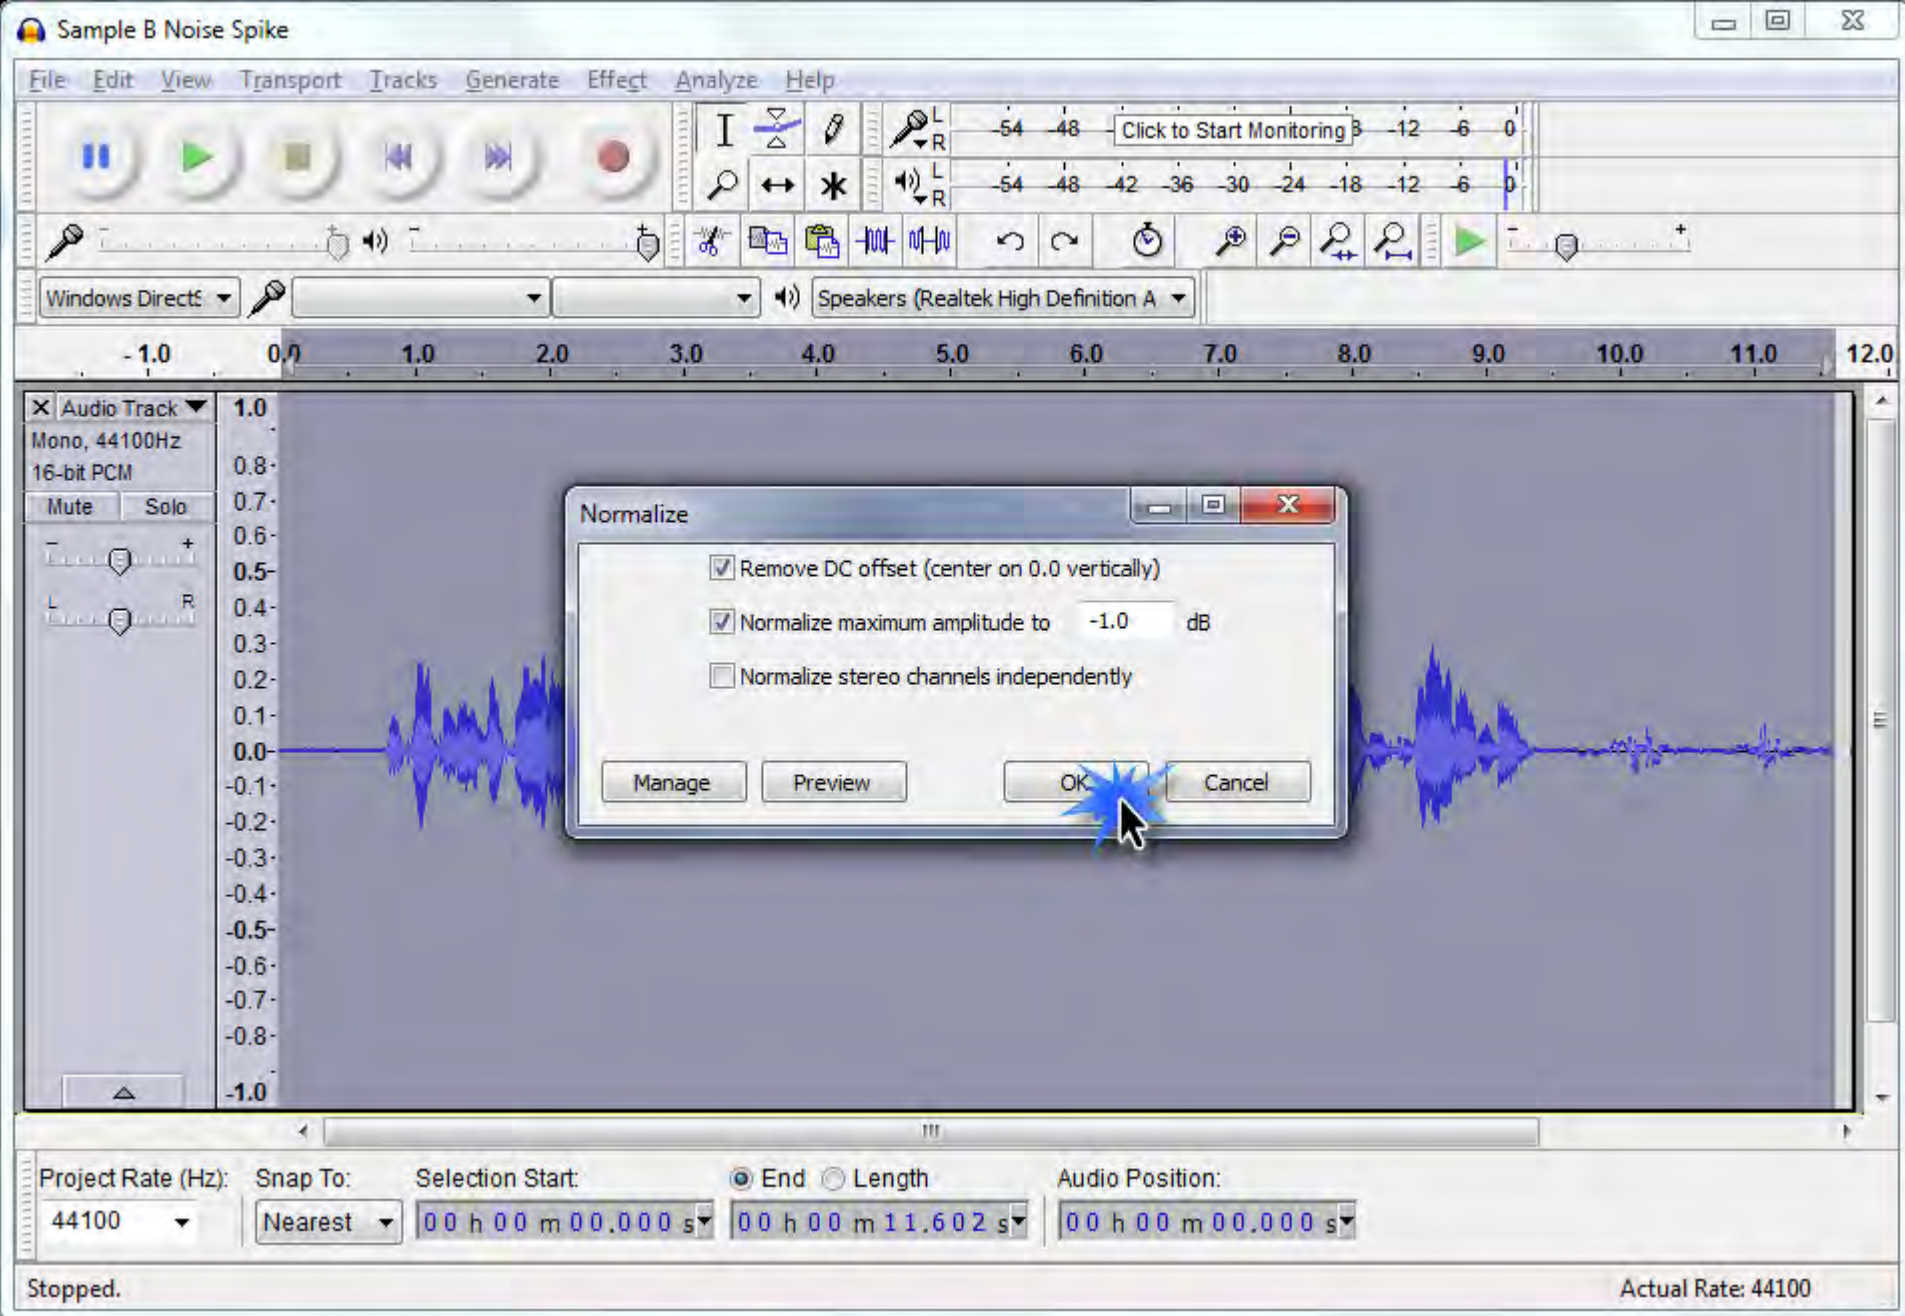 Sample B Noise Spike
File Edit View Transport Tracks Generate Effect Analyze Help
L
R
-54 -48 - Click to Start Monitoring 3 -12 -6 0
L
R
-54 -48 -42 -36 -30 -24 -18 -12 -6 0
- + - + - +
Windows DirectS
Speakers (Realtek High Definition A
- 1.0 0.0 1.0 2.0 3.0 4.0 5.0 6.0 7.0 8.0 9.0 10.0 11.0 12.0
X Audio Track
Mono, 44100Hz
16-bit PCM
Mute Solo
- +
L R
1.0
0.8
0.7
0.6
0.5
0.4
0.3
0.2
0.1
0.0
-0.1
-0.2
-0.3
-0.4
-0.5
-0.6
-0.7
-0.8
-1.0
Normalize
Remove DC offset (center on 0.0 vertically)
Normalize maximum amplitude to -1.0 dB
Normalize stereo channels independently
Manage Preview OK Cancel
Project Rate (Hz): Snap To: Selection Start: End Length Audio Position:
44100 Nearest 00 h 00 m 00.000 s 00 h 00 m 11.602 s 00 h 00 m 00.000 s
Stopped. Actual Rate: 44100